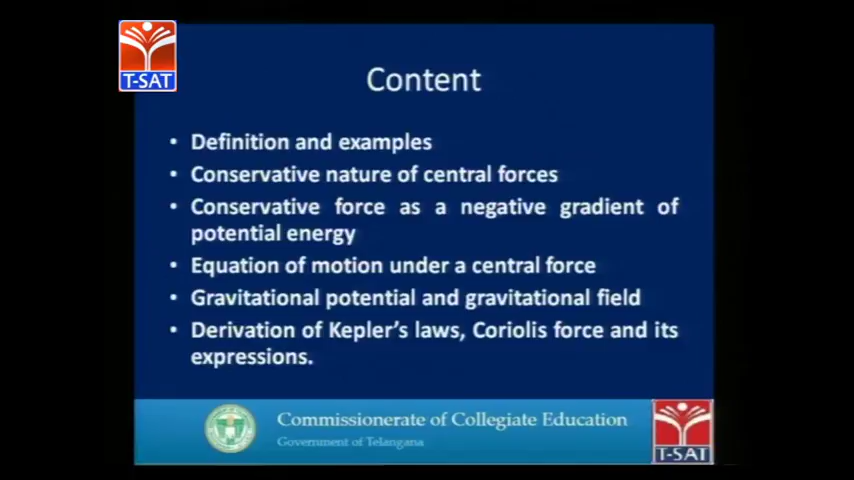 T-SAT
Content
• Definition and examples
• Conservative nature of central forces
• Conservative force as a negative gradient of
potential energy
• Equation of motion under a central force
• Gravitational potential and gravitational field
• Derivation of Kepler's laws, Coriolis force and its
expressions.
Commissionerate of Collegiate Education
Government of Telangana
T-SAT